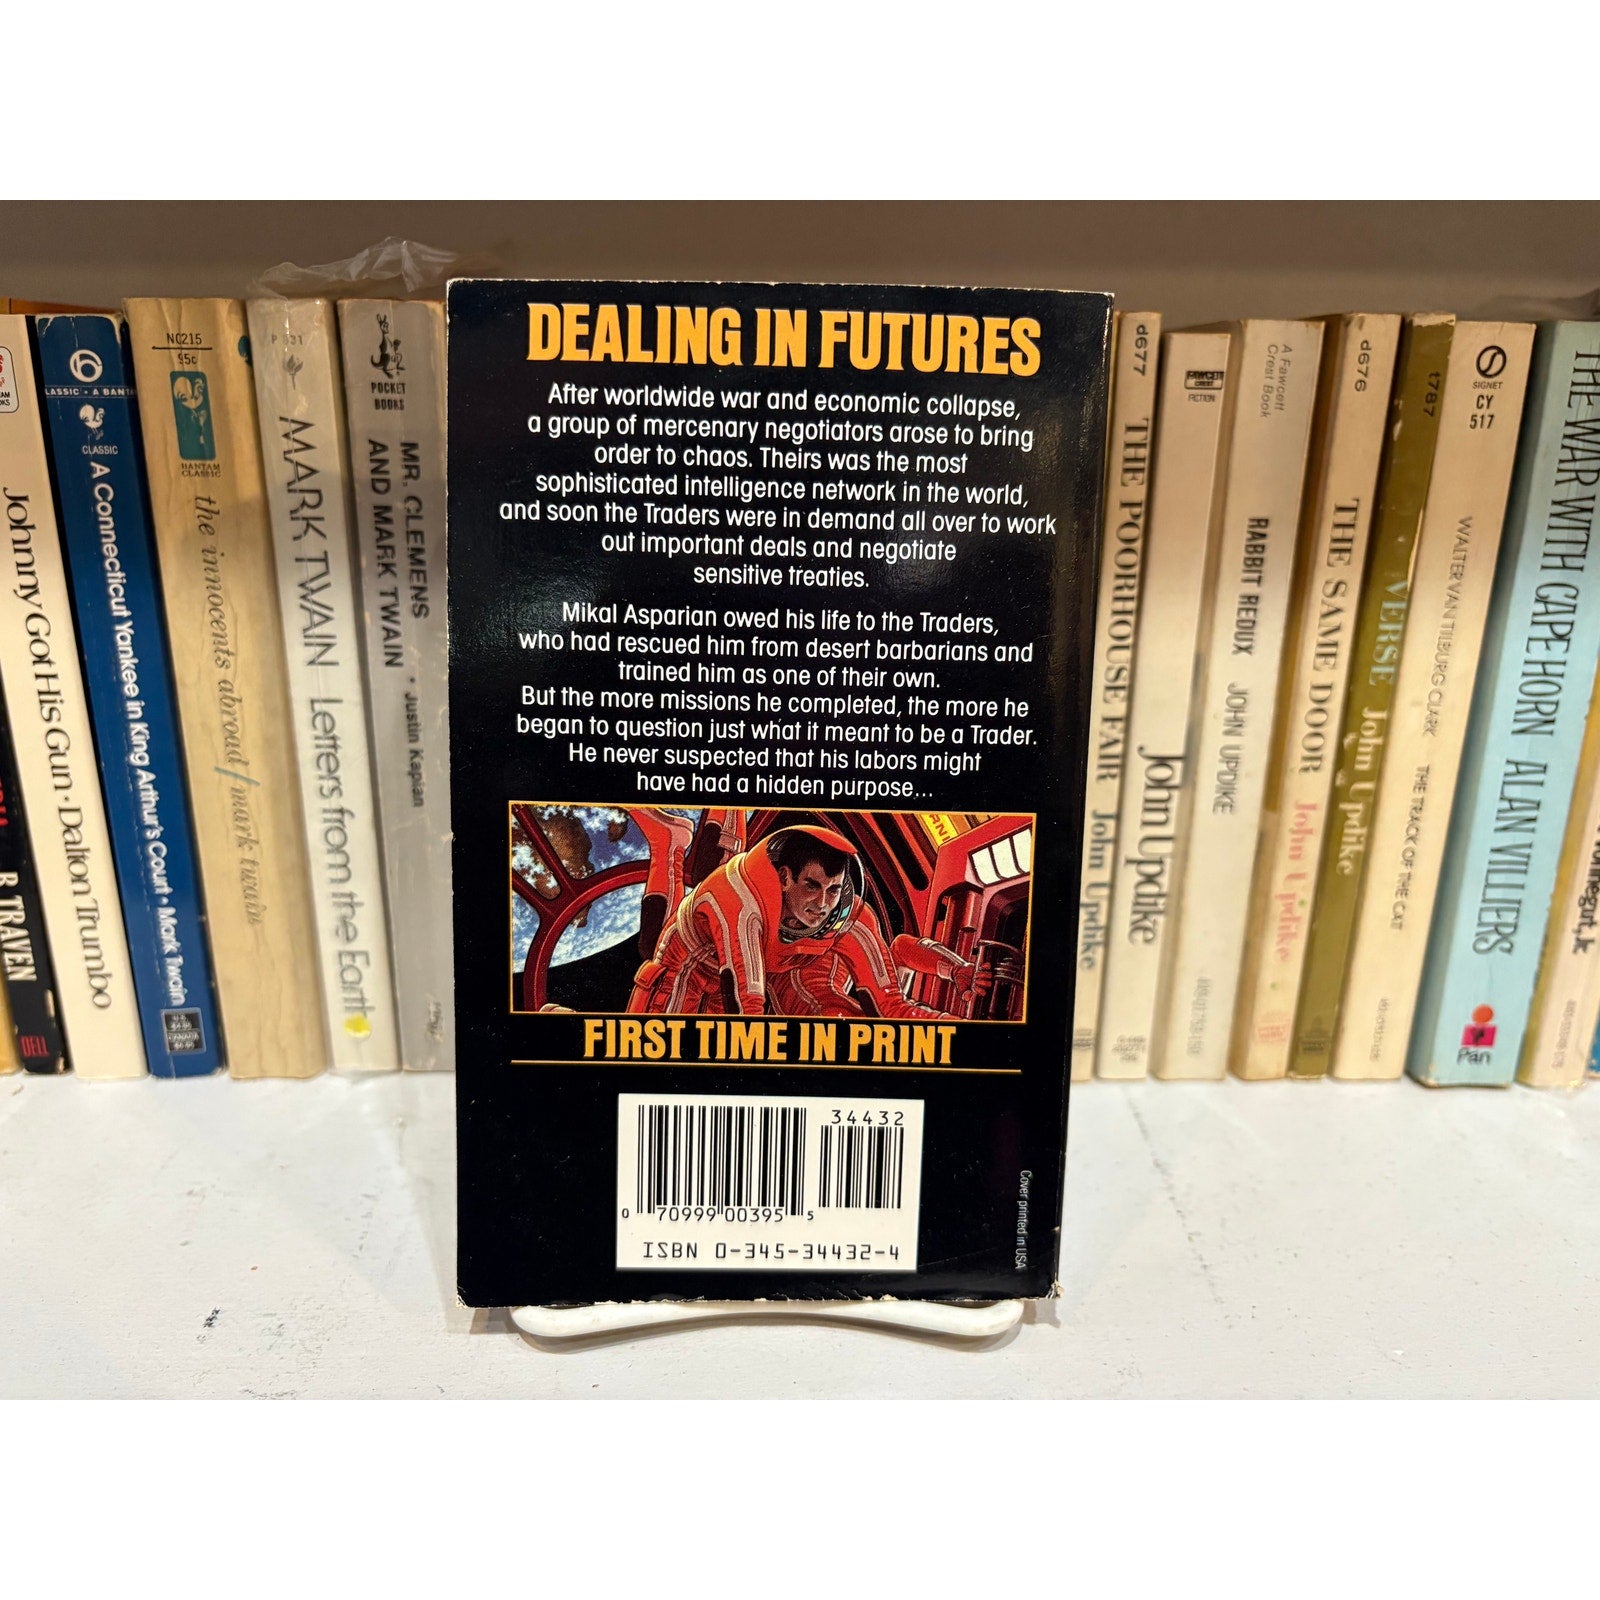 DEALING IN FUTURES
After worldwide war and economic collapse,
a group of mercenary negotiators arose to bring
order to chaos. Theirs was the most
sophisticated intelligence network in the world,
and soon the Traders were in demand all over to work
out important deals and negotiate
sensitive treaties.
Mikal Asparian owed his life to the Traders,
who had rescued him from desert barbarians and
trained him as one of their own.
But the more missions he completed, the more he
began to question just what it meant to be a Trader.
He never suspected that his labors might
have had a hidden purpose...
FIRST TIME IN PRINT
34432
0 70999 00395 5
ISBN 0-345-34432-4
Cover printed in USA
B TRAVEN
DELL
Johnny Got His Gun · Dalton Trumbo
CLASSIC
A Connecticut Yankee in King Arthur's Court · Mark Twain
NC215
95c
BANTAM
CLASSIC
the innocents abroad / mark twain
MARK TWAIN Letters from the Earth
POCKET
BOOKS
MR. CLEMENS
AND MARK TWAIN · Justin Kaplan
d677
THE POORHOUSE FAIR John Updike
FAWCETT
CREST
FICTION
John Updike
A Fawcett
Crest Book
RABBIT REDUX JOHN UPDIKE
d676
THE SAME DOOR John Updike
t787
VERSE John Updike
SIGNET
CY
517
WALTER VAN TILBURG CLARK THE TRACK OF THE CAT
THE WAR WITH CAPE HORN ALAN VILLIERS
Pan